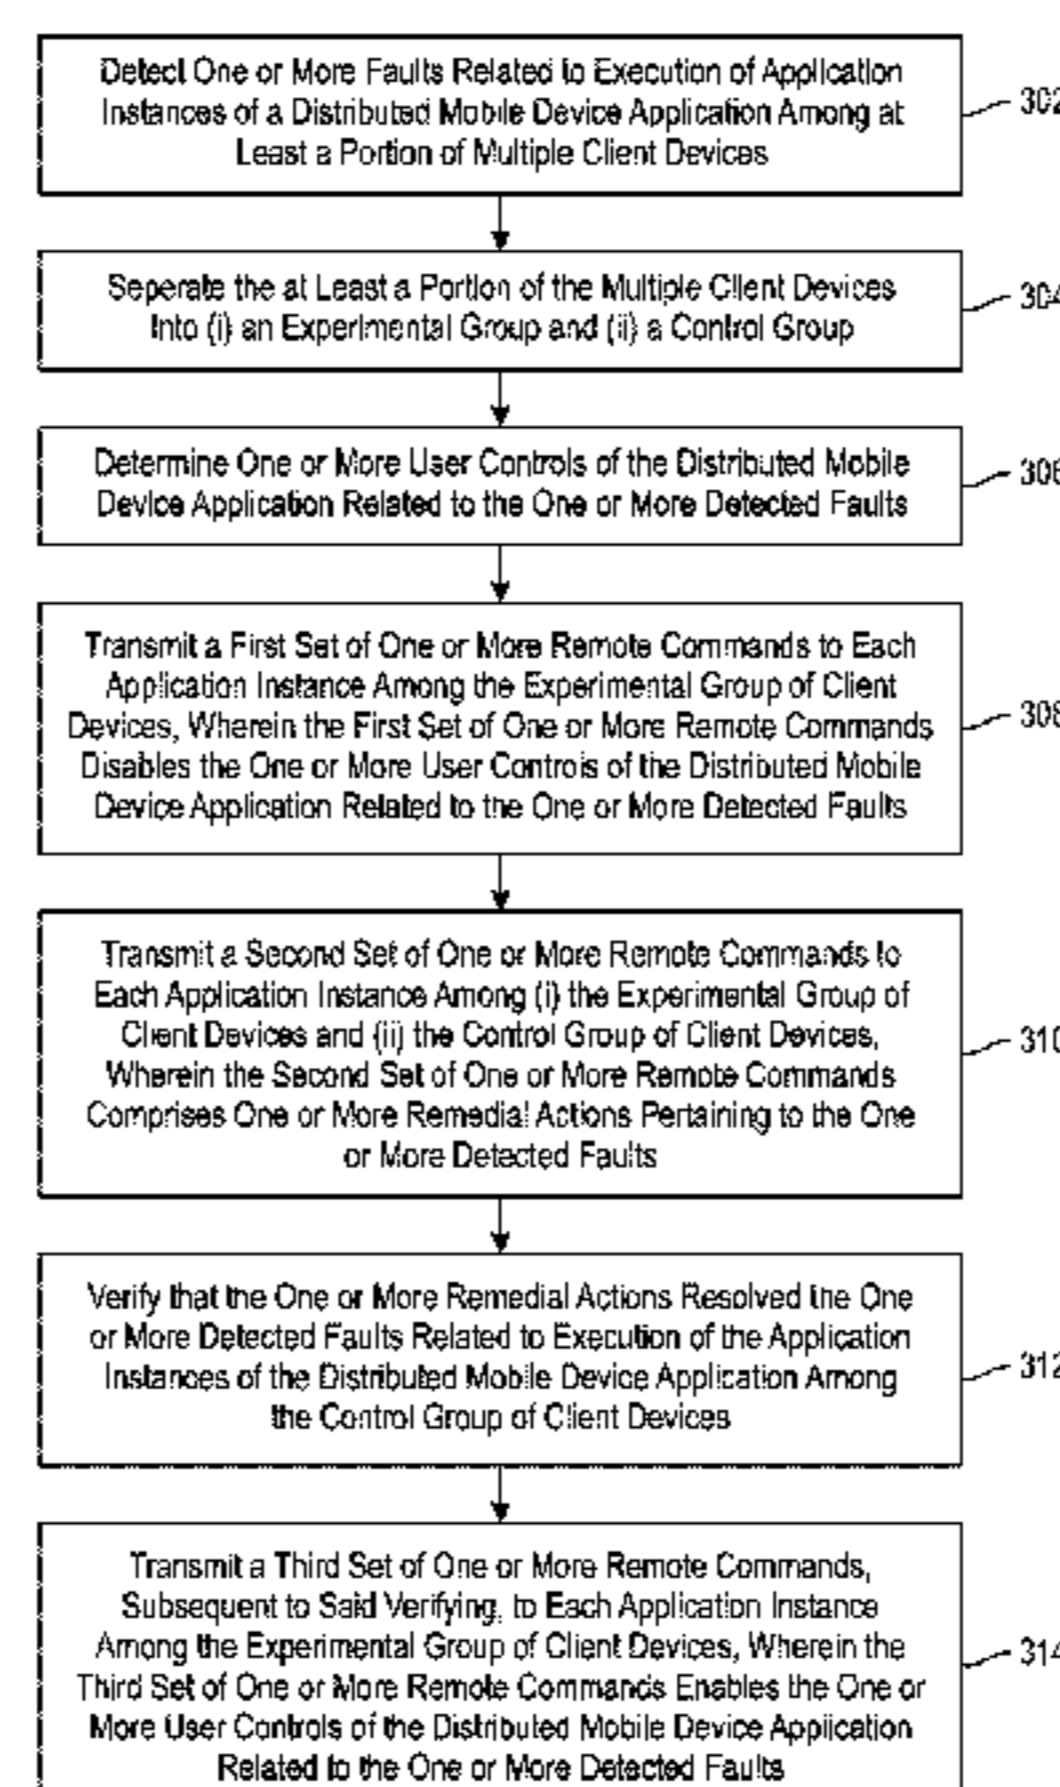 Detect One or More Faults Related to Execution of Application
Instances of a Distributed Mobile Device Application Among at
Least a Portion of Multiple Client Devices
302
Seperate the at Least a Portion of the Multiple Client Devices
Into (i) an Experimental Group and (ii) a Control Group
304
Determine One or More User Controls of the Distributed Mobile
Device Application Related to the One or More Detected Faults
306
Transmit a First Set of One or More Remote Commands to Each
Application Instance Among the Experimental Group of Client
Devices, Wherein the First Set of One or More Remote Commands
Disables the One or More User Controls of the Distributed Mobile
Device Application Related to the One or More Detected Faults
308
Transmit a Second Set of One or More Remote Commands to
Each Application Instance Among (i) the Experimental Group of
Client Devices and (ii) the Control Group of Client Devices,
Wherein the Second Set of One or More Remote Commands
Comprises One or More Remedial Actions Pertaining to the One
or More Detected Faults
310
Verify that the One or More Remedial Actions Resolved the One
or More Detected Faults Related to Execution of the Application
Instances of the Distributed Mobile Device Application Among
the Control Group of Client Devices
312
Transmit a Third Set of One or More Remote Commands,
Subsequent to Said Verifying, to Each Application Instance
Among the Experimental Group of Client Devices, Wherein the
Third Set of One or More Remote Commands Enables the One or
More User Controls of the Distributed Mobile Device Application
Related to the One or More Detected Faults
314